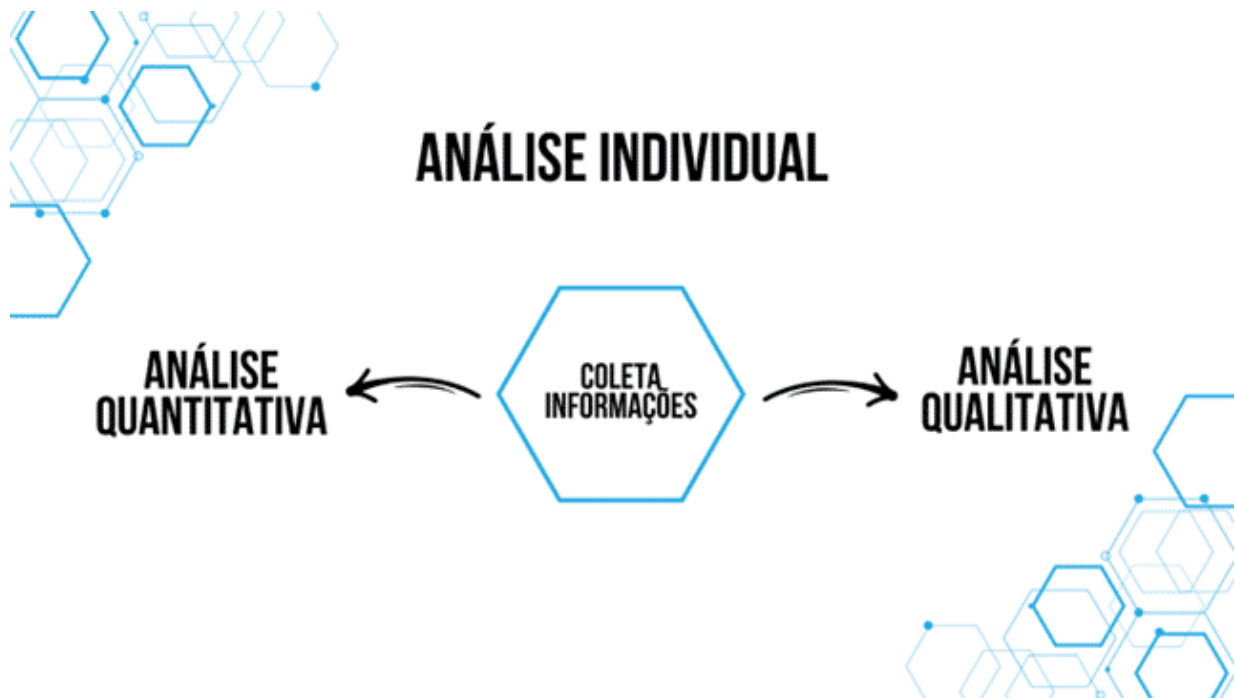 ANÁLISE INDIVIDUAL
ANÁLISE
QUANTITATIVA
COLETA
INFORMAÇÕES
ANÁLISE
QUALITATIVA